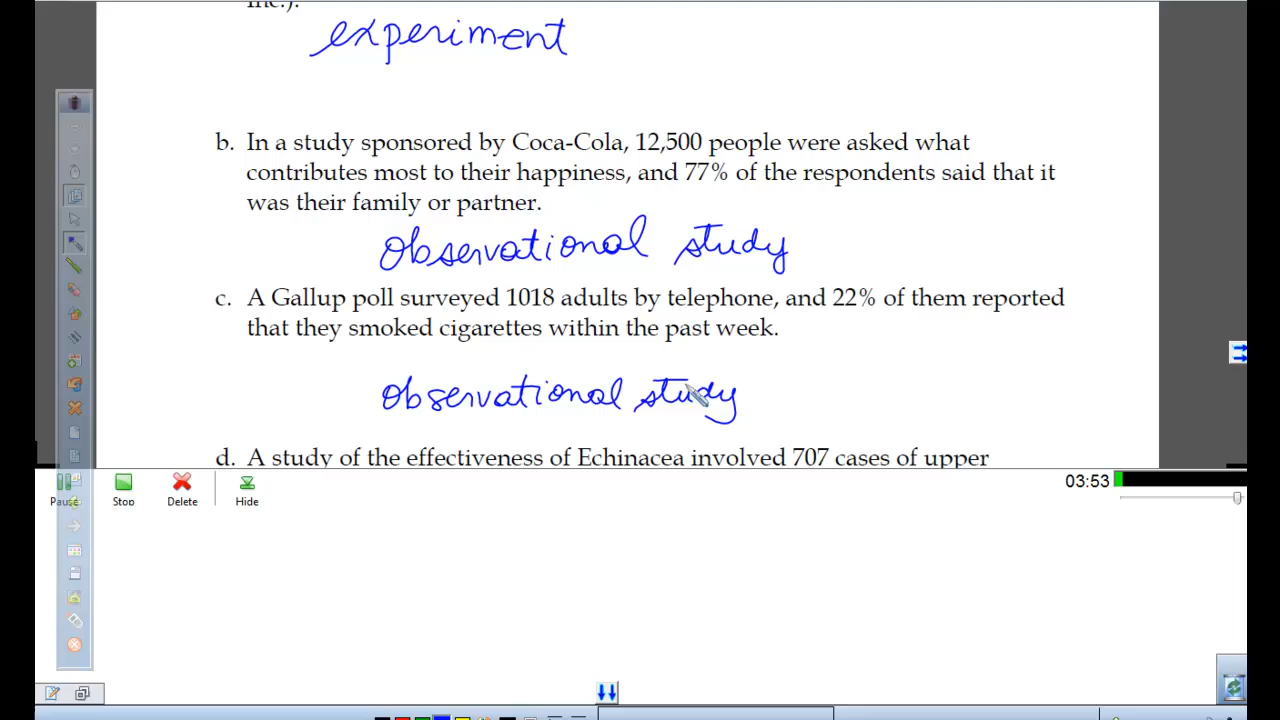 Inc.).
experiment
b. In a study sponsored by Coca-Cola, 12,500 people were asked what
contributes most to their happiness, and 77% of the respondents said that it
was their family or partner.
Observational study
c. A Gallup poll surveyed 1018 adults by telephone, and 22% of them reported
that they smoked cigarettes within the past week.
observational study
d. A study of the effectiveness of Echinacea involved 707 cases of upper
Pause Stop Delete Hide 03:53